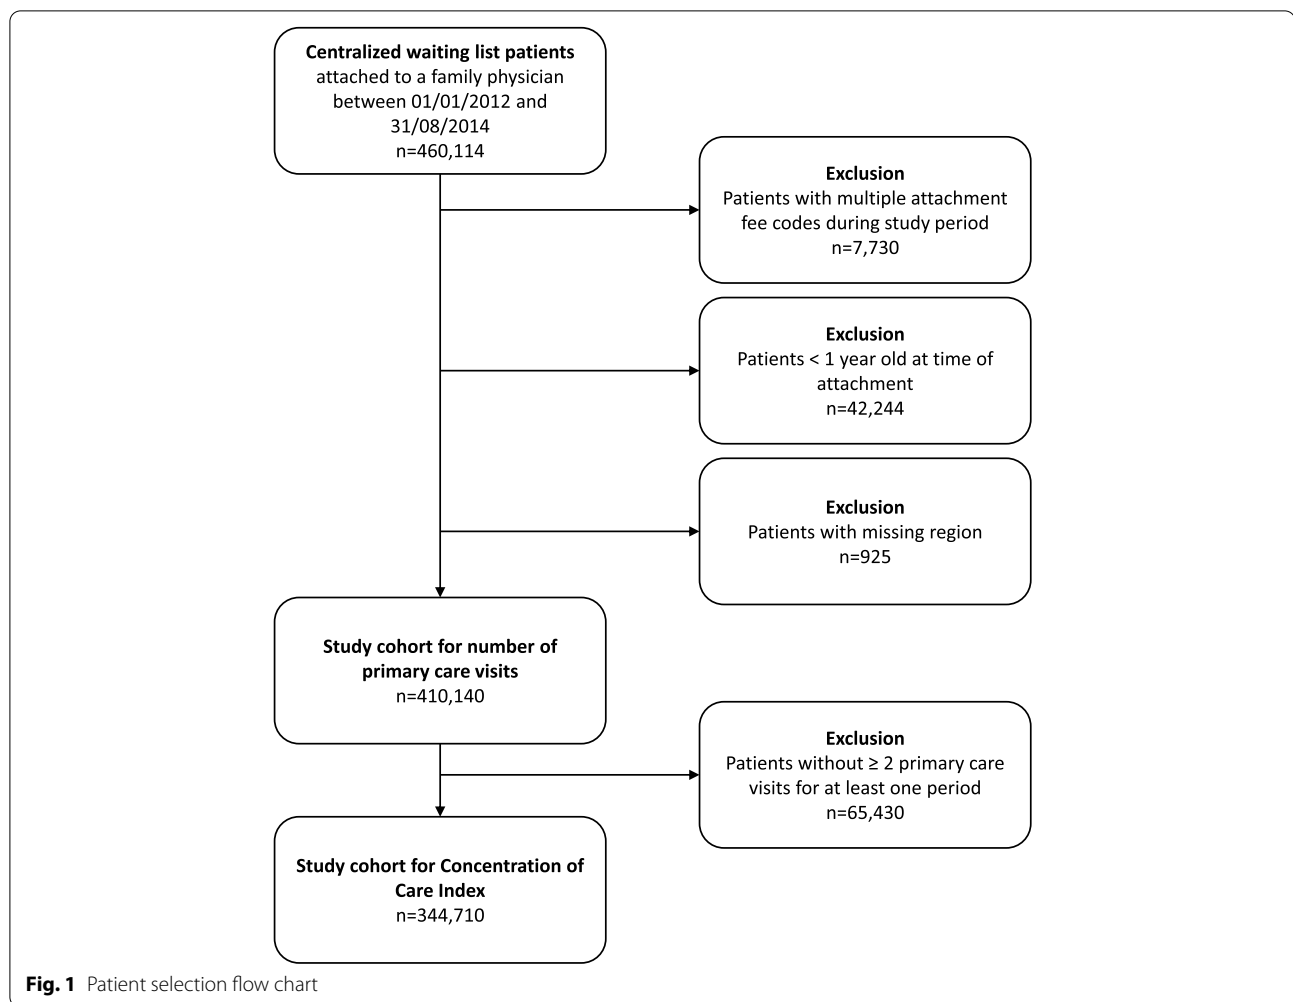 Centralized waiting list patients
attached to a family physician
between 01/01/2012 and
31/08/2014
n=460,114
Exclusion
Patients with multiple attachment
fee codes during study period
n=7,730
Exclusion
Patients < 1 year old at time of
attachment
n=42,244
Exclusion
Patients with missing region
n=925
Study cohort for number of
primary care visits
n=410,140
Exclusion
Patients without ≥ 2 primary care
visits for at least one period
n=65,430
Study cohort for Concentration of
Care Index
n=344,710
Fig. 1 Patient selection flow chart